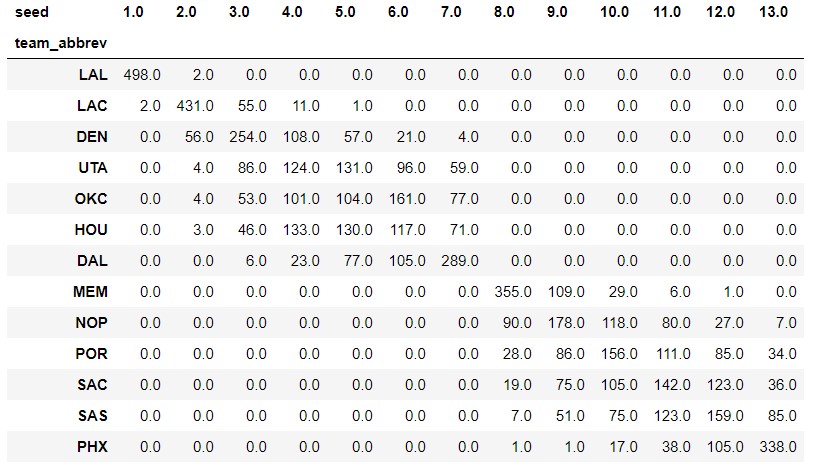 seed 1.0 2.0 3.0 4.0 5.0 6.0 7.0 8.0 9.0 10.0 11.0 12.0 13.0
team_abbrev
LAL 498.0 2.0 0.0 0.0 0.0 0.0 0.0 0.0 0.0 0.0 0.0 0.0 0.0
LAC 2.0 431.0 55.0 11.0 1.0 0.0 0.0 0.0 0.0 0.0 0.0 0.0 0.0
DEN 0.0 56.0 254.0 108.0 57.0 21.0 4.0 0.0 0.0 0.0 0.0 0.0 0.0
UTA 0.0 4.0 86.0 124.0 131.0 96.0 59.0 0.0 0.0 0.0 0.0 0.0 0.0
OKC 0.0 4.0 53.0 101.0 104.0 161.0 77.0 0.0 0.0 0.0 0.0 0.0 0.0
HOU 0.0 3.0 46.0 133.0 130.0 117.0 71.0 0.0 0.0 0.0 0.0 0.0 0.0
DAL 0.0 0.0 6.0 23.0 77.0 105.0 289.0 0.0 0.0 0.0 0.0 0.0 0.0
MEM 0.0 0.0 0.0 0.0 0.0 0.0 0.0 355.0 109.0 29.0 6.0 1.0 0.0
NOP 0.0 0.0 0.0 0.0 0.0 0.0 0.0 90.0 178.0 118.0 80.0 27.0 7.0
POR 0.0 0.0 0.0 0.0 0.0 0.0 0.0 28.0 86.0 156.0 111.0 85.0 34.0
SAC 0.0 0.0 0.0 0.0 0.0 0.0 0.0 19.0 75.0 105.0 142.0 123.0 36.0
SAS 0.0 0.0 0.0 0.0 0.0 0.0 0.0 7.0 51.0 75.0 123.0 159.0 85.0
PHX 0.0 0.0 0.0 0.0 0.0 0.0 0.0 1.0 1.0 17.0 38.0 105.0 338.0